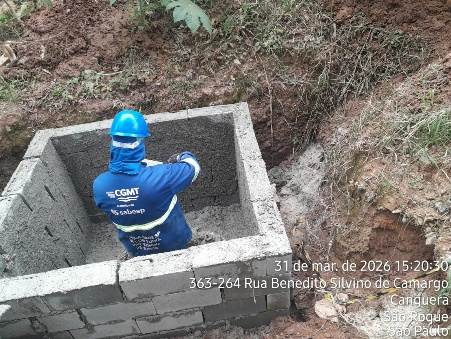 CGMT
sabesp
31 de mar. de 2026 15:20:39
363-264 Rua Benedito Silvino de Camargo
Canguera
São Roque
São Paulo